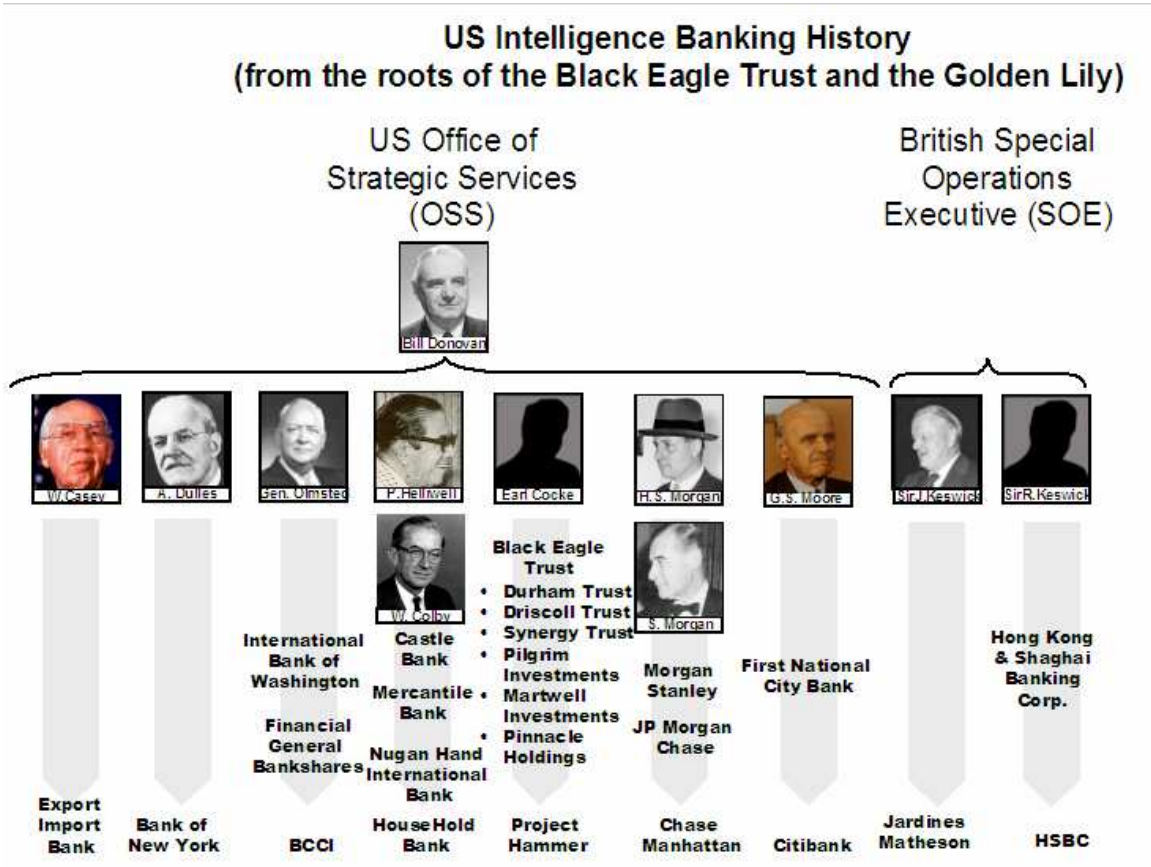 US Intelligence Banking History
(from the roots of the Black Eagle Trust and the Golden Lily)
US Office of
Strategic Services
(OSS)
British Special
Operations
Executive (SOE)
Bill Donovan
W.Casey
A. Dulles
Gen. Olmsted
P.Helliwell
Earl Cocke
H.S. Morgan
G.S. Moore
SirJ.Keswick
SirR.Keswick
W. Colby
S. Morgan
Export
Import
Bank
Bank of
New York
International
Bank of
Washington
Financial
General
Bankshares
BCCI
Castle
Bank
Mercantile
Bank
Nugan Hand
International
Bank
HouseHold
Bank
Black Eagle
Trust
• Durham Trust
• Driscoll Trust
• Synergy Trust
• Pilgrim
Investments
• Martwell
Investments
• Pinnacle
Holdings
Project
Hammer
Morgan
Stanley
JP Morgan
Chase
Chase
Manhattan
First National
City Bank
Citibank
Jardines
Matheson
Hong Kong
& Shaghai
Banking
Corp.
HSBC